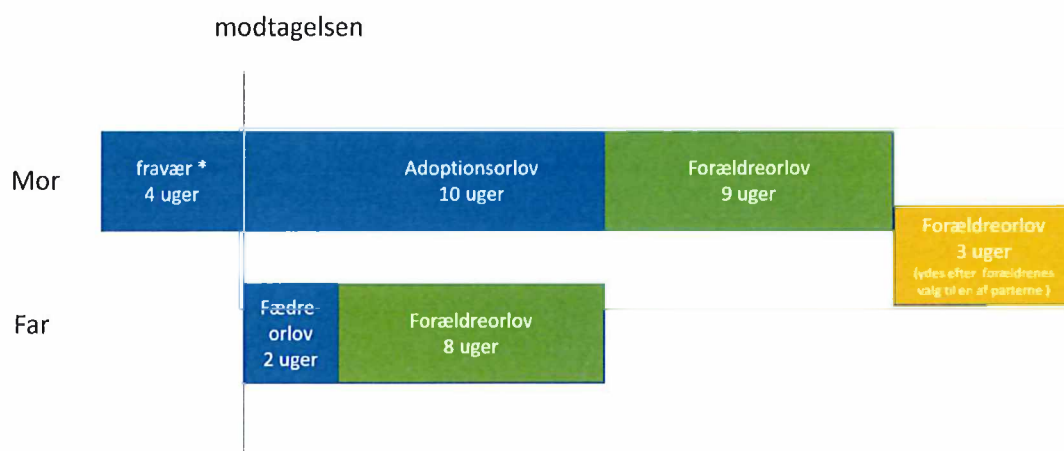 modtagelsen
Mor
fravær *
4 uger
Adoptionsorlov
10 uger
Forældreorlov
9 uger
Forældreorlov
3 uger
(ydes efter forældrenes
valg til en af parterne )
Far
Fædre-
orlov
2 uger
Forældreorlov
8 uger